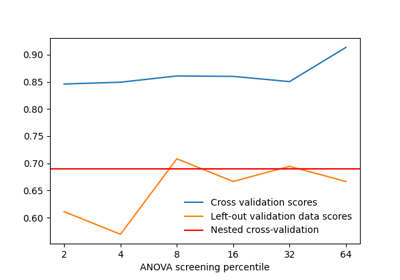 0.90
0.85
0.80
0.75
0.70
0.65
0.60
Cross validation scores
Left-out validation data scores
Nested cross-validation
2 4 8 16 32 64
ANOVA screening percentile